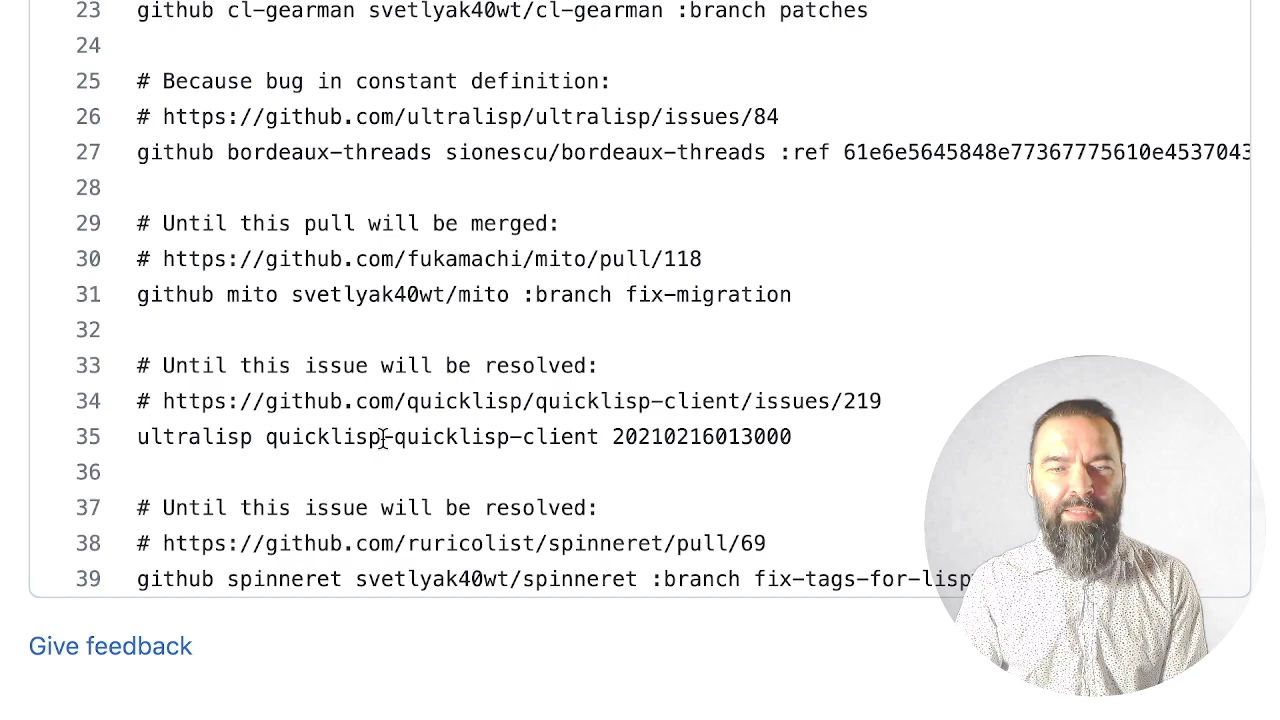 23 github cl-gearman svetlyak40wt/cl-gearman :branch patches
24
25 # Because bug in constant definition:
26 # https://github.com/ultralisp/ultralisp/issues/84
27 github bordeaux-threads sionescu/bordeaux-threads :ref 61e6e5645848e77367775610e4537043
28
29 # Until this pull will be merged:
30 # https://github.com/fukamachi/mito/pull/118
31 github mito svetlyak40wt/mito :branch fix-migration
32
33 # Until this issue will be resolved:
34 # https://github.com/quicklisp/quicklisp-client/issues/219
35 ultralisp quicklisp-quicklisp-client 20210216013000
36
37 # Until this issue will be resolved:
38 # https://github.com/ruricolist/spinneret/pull/69
39 github spinneret svetlyak40wt/spinneret :branch fix-tags-for-lisp
Give feedback